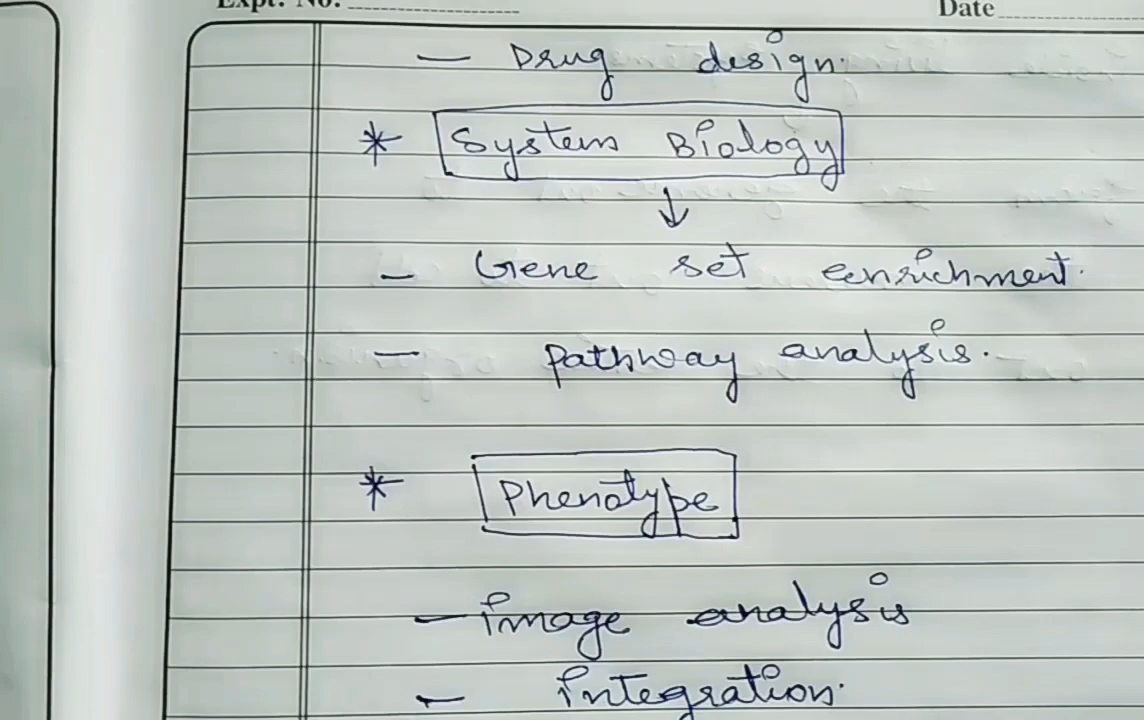 Expt. No.
Date
- Drug design.
* System Biology
↓
- Gene set enrichment.
- Pathway analysis.
* Phenotype
- Image analysis
- Integration.